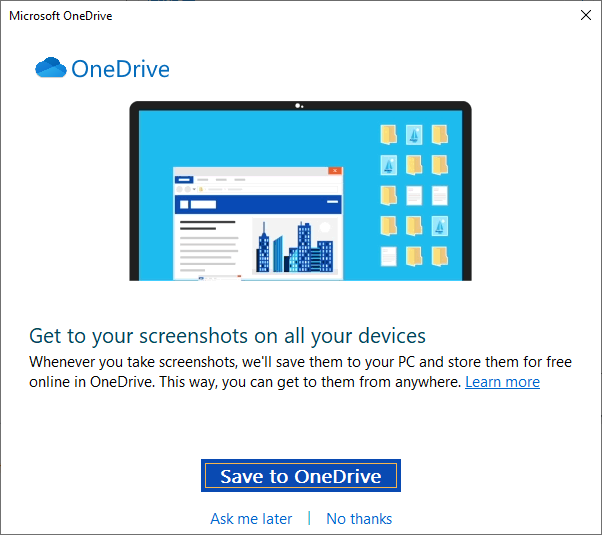 Microsoft OneDrive
OneDrive
Get to your screenshots on all your devices
Whenever you take screenshots, we'll save them to your PC and store them for free
online in OneDrive. This way, you can get to them from anywhere. Learn more
Save to OneDrive
Ask me later | No thanks